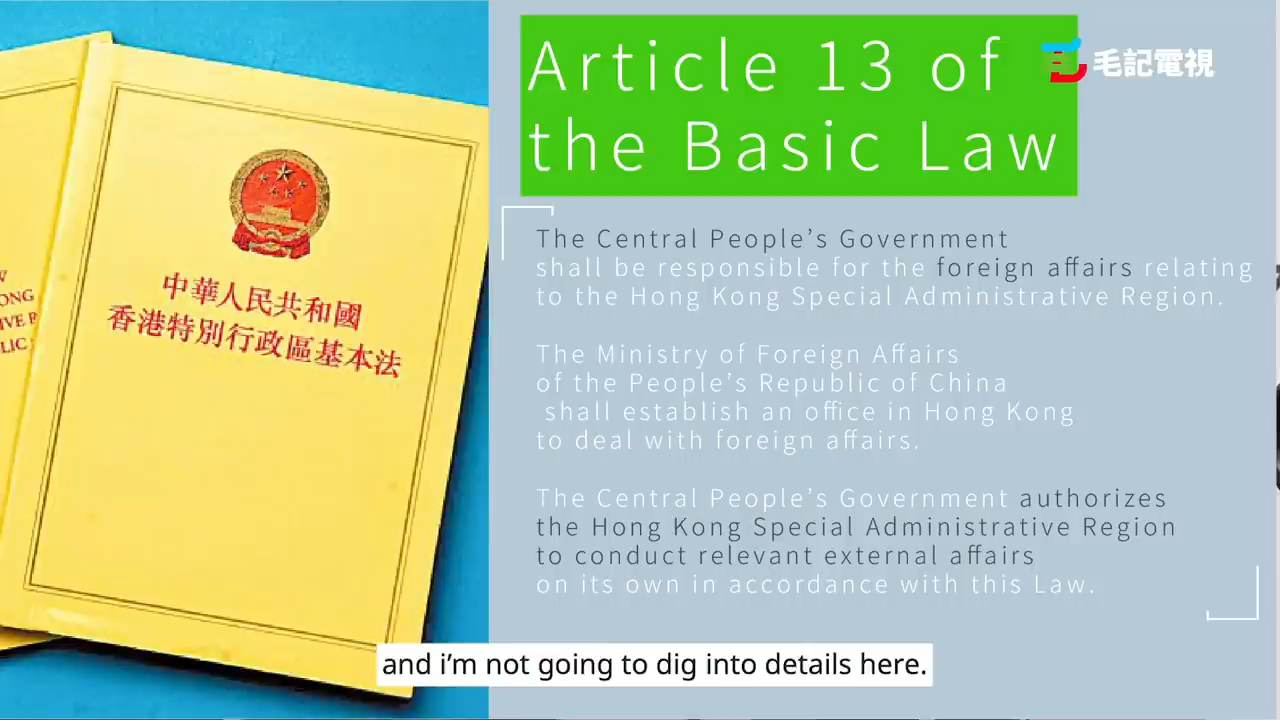 中華人民共和國
香港特別行政區基本法
ONG
LIC
Article 13 of
the Basic Law
毛記電視
The Central People’s Government
shall be responsible for the foreign affairs relating
to the Hong Kong Special Administrative Region.
The Ministry of Foreign Affairs
of the People’s Republic of China
shall establish an office in Hong Kong
to deal with foreign affairs.
The Central People’s Government authorizes
the Hong Kong Special Administrative Region
to conduct relevant external affairs
on its own in accordance with this Law.
and i’m not going to dig into details here.